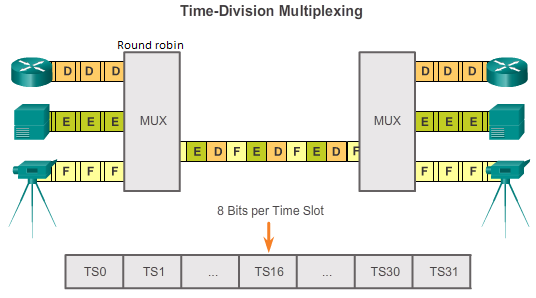 Time-Division Multiplexing
Round robin
D D D
MUX
MUX
D D D
E E E
E E E
E D F E D F E D F
F F F
F F F
8 Bits per Time Slot
TS0 TS1 ... TS16 ... TS30 TS31